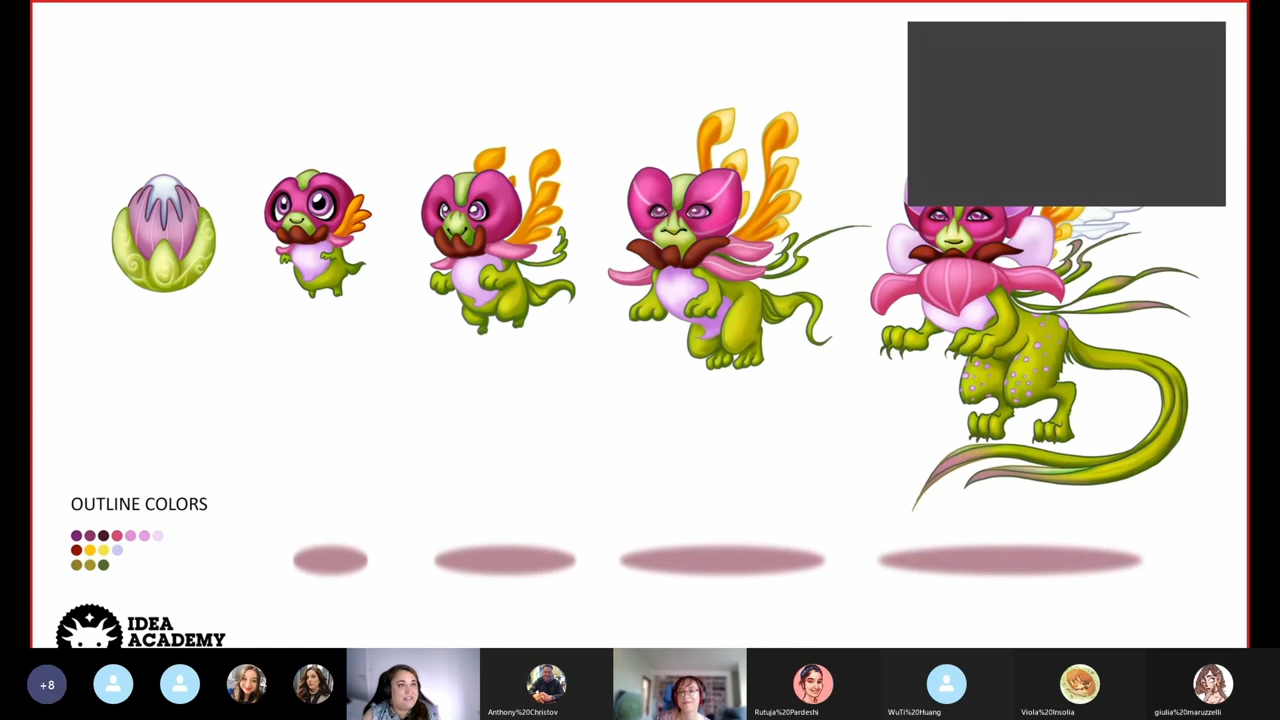 OUTLINE COLORS
IDEA
ACADEMY
+8
Anthony%20Christov
Rutuja%20Pardeshi
WuTi%20Huang
Viola%20Insolia
giulia%20maruzzelli